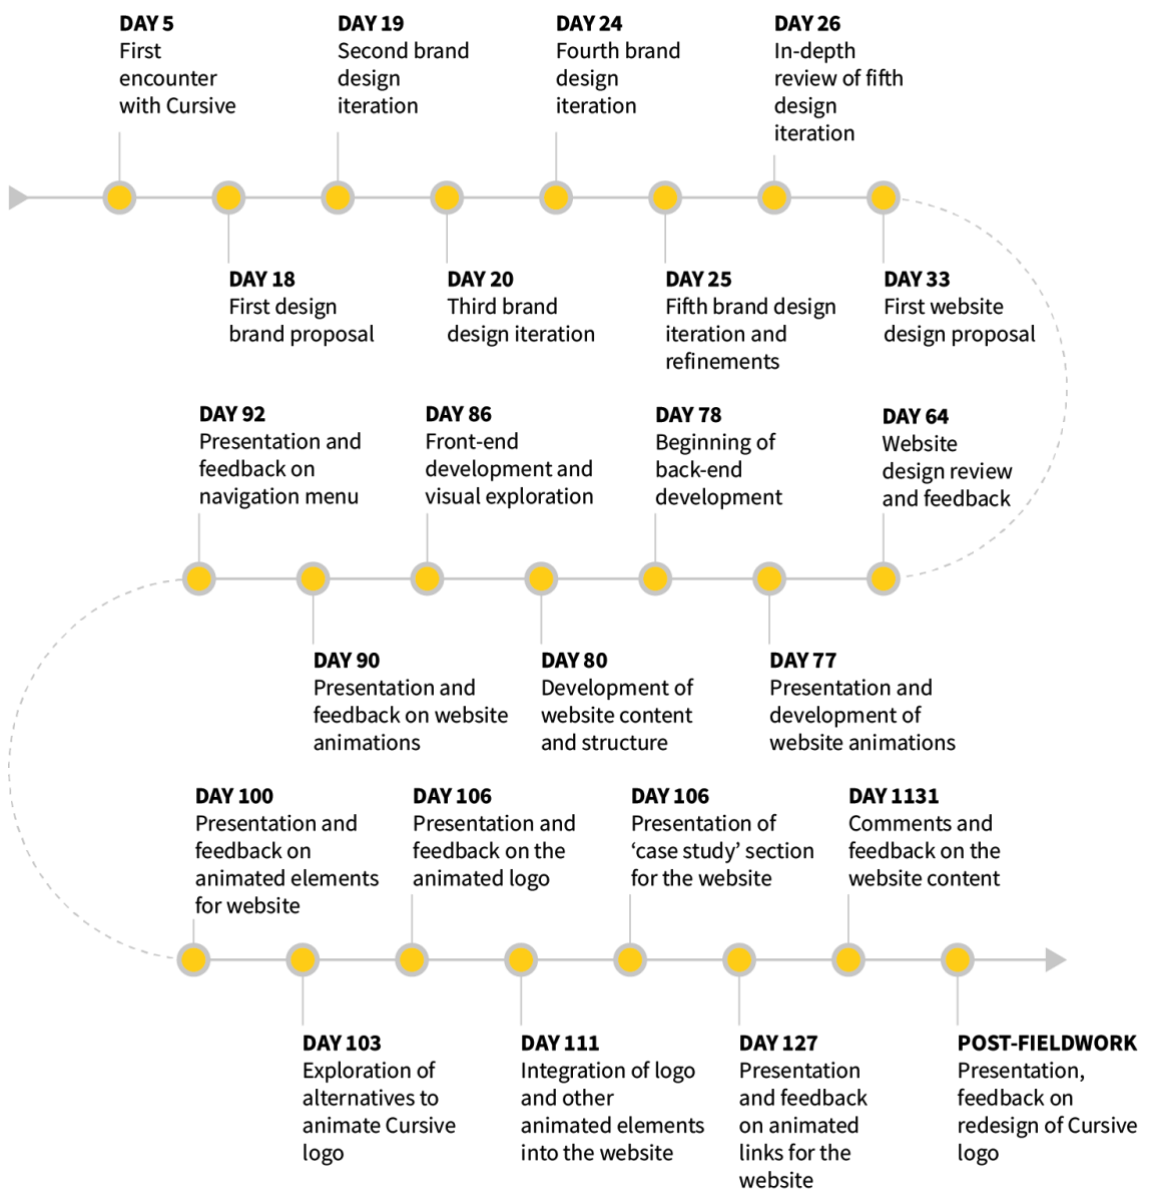 DAY 5
First
encounter
with Cursive
DAY 18
First design
brand proposal
DAY 19
Second brand
design
iteration
DAY 20
Third brand
design iteration
DAY 24
Fourth brand
design
iteration
DAY 25
Fifth brand design
iteration and
refinements
DAY 26
In-depth
review of fifth
design
iteration
DAY 33
First website
design proposal
DAY 64
Website
design review
and feedback
DAY 77
Presentation and
development of
website animations
DAY 78
Beginning of
back-end
development
DAY 80
Development of
website content
and structure
DAY 86
Front-end
development and
visual exploration
DAY 90
Presentation and
feedback on website
animations
DAY 92
Presentation and
feedback on
navigation menu
DAY 100
Presentation and
feedback on
animated elements
for website
DAY 103
Exploration of
alternatives to
animate Cursive
logo
DAY 106
Presentation and
feedback on the
animated logo
DAY 111
Integration of logo
and other
animated elements
into the website
DAY 106
Presentation of
‘case study’ section
for the website
DAY 127
Presentation
and feedback
on animated
links for the
website
DAY 1131
Comments and
feedback on the
website content
POST-FIELDWORK
Presentation,
feedback on
redesign of Cursive
logo